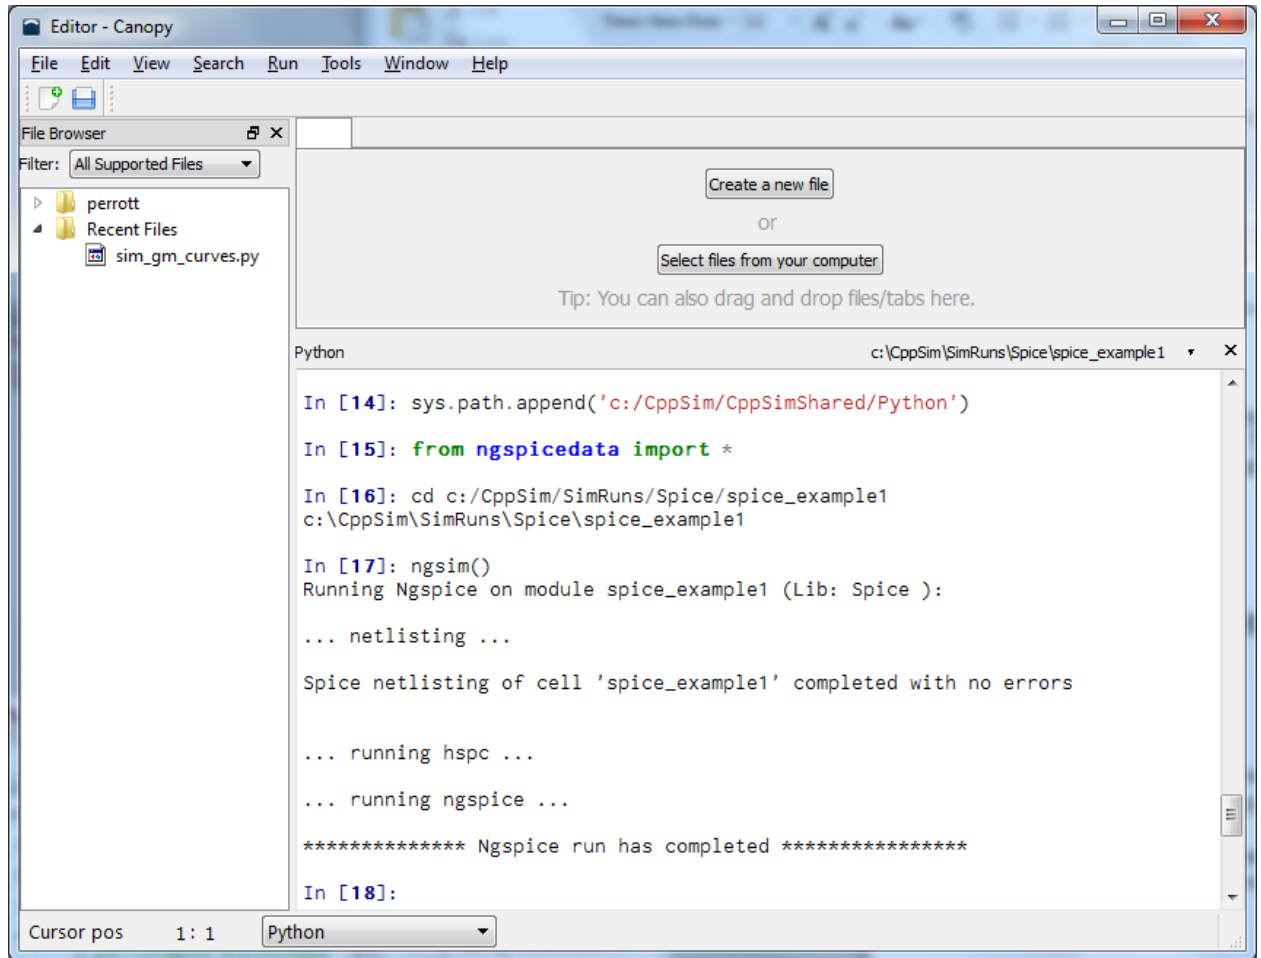 Editor - Canopy
File Edit View Search Run Tools Window Help
File Browser
Filter: All Supported Files
perrott
Recent Files
sim_gm_curves.py
Create a new file
or
Select files from your computer
Tip: You can also drag and drop files/tabs here.
Python c:\CppSim\SimRuns\Spice\spice_example1
In [14]: sys.path.append('c:/CppSim/CppSimShared/Python')
In [15]: from ngspicedata import *
In [16]: cd c:/CppSim/SimRuns/Spice/spice_example1
c:\CppSim\SimRuns\Spice\spice_example1
In [17]: ngsim()
Running Ngspice on module spice_example1 (Lib: Spice ):
... netlisting ...
Spice netlisting of cell 'spice_example1' completed with no errors
... running hspc ...
... running ngspice ...
************** Ngspice run has completed ****************
In [18]:
Cursor pos 1: 1 Python